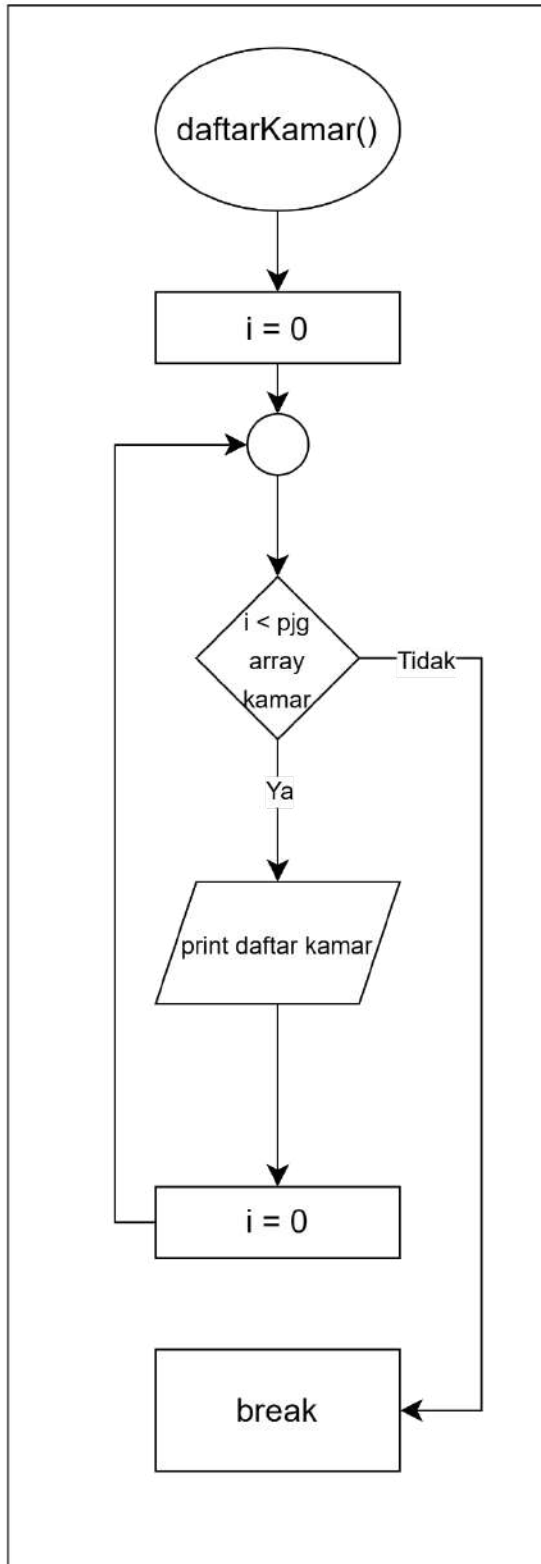 daftarKamar()
i = 0
i < pjg
array
kamar
Tidak
Ya
print daftar kamar
i = 0
break